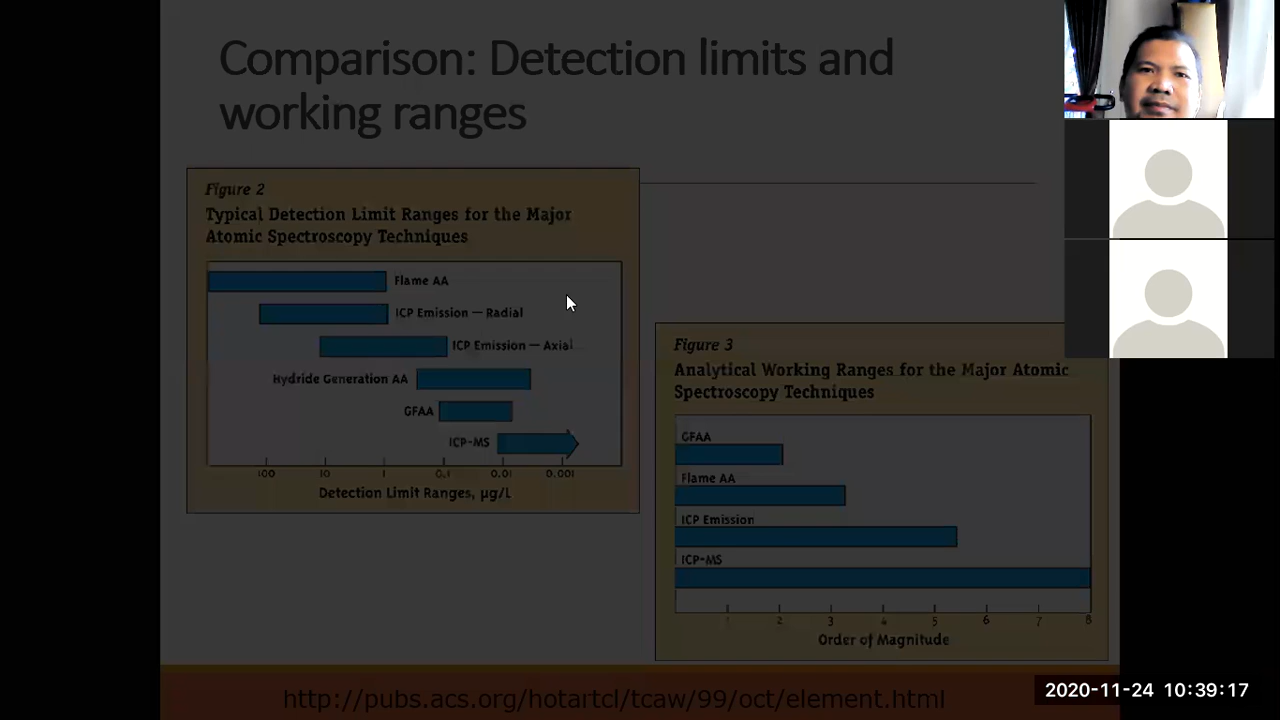 Comparison: Detection limits and
working ranges
Figure 2
Typical Detection Limit Ranges for the Major
Atomic Spectroscopy Techniques
Flame AA
ICP Emission — Radial
ICP Emission — Axial
Hydride Generation AA
GFAA
ICP-MS
100 10 1 0.1 0.01 0.001
Detection Limit Ranges, µg/L
Figure 3
Analytical Working Ranges for the Major Atomic
Spectroscopy Techniques
GFAA
Flame AA
ICP Emission
ICP-MS
1 2 3 4 5 6 7 8
Order of Magnitude
http://pubs.acs.org/hotartcl/tcaw/99/oct/element.html
2020-11-24 10:39:17